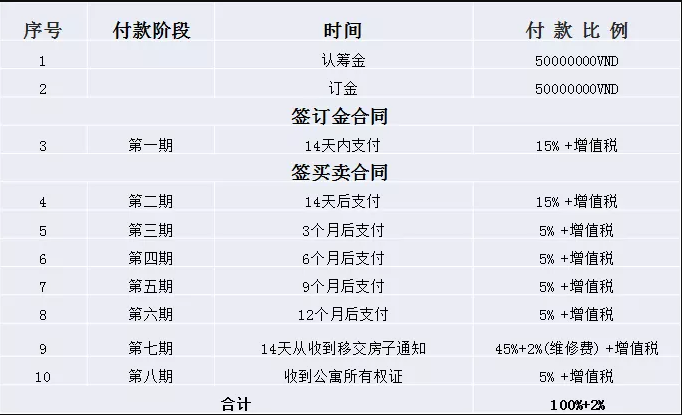 序号 付款阶段 时间 付 款 比 例
1 认筹金 50000000VND
2 订金 50000000VND
签订金合同
3 第一期 14天内支付 15% +增值税
签买卖合同
4 第二期 14天后支付 15% +增值税
5 第三期 3个月后支付 5% +增值税
6 第四期 6个月后支付 5% +增值税
7 第五期 9个月后支付 5% +增值税
8 第六期 12个月后支付 5% +增值税
9 第七期 14天从收到移交房子通知 45%+2%(维修费) +增值税
10 第八期 收到公寓所有权证 5% +增值税
合计 100%+2%